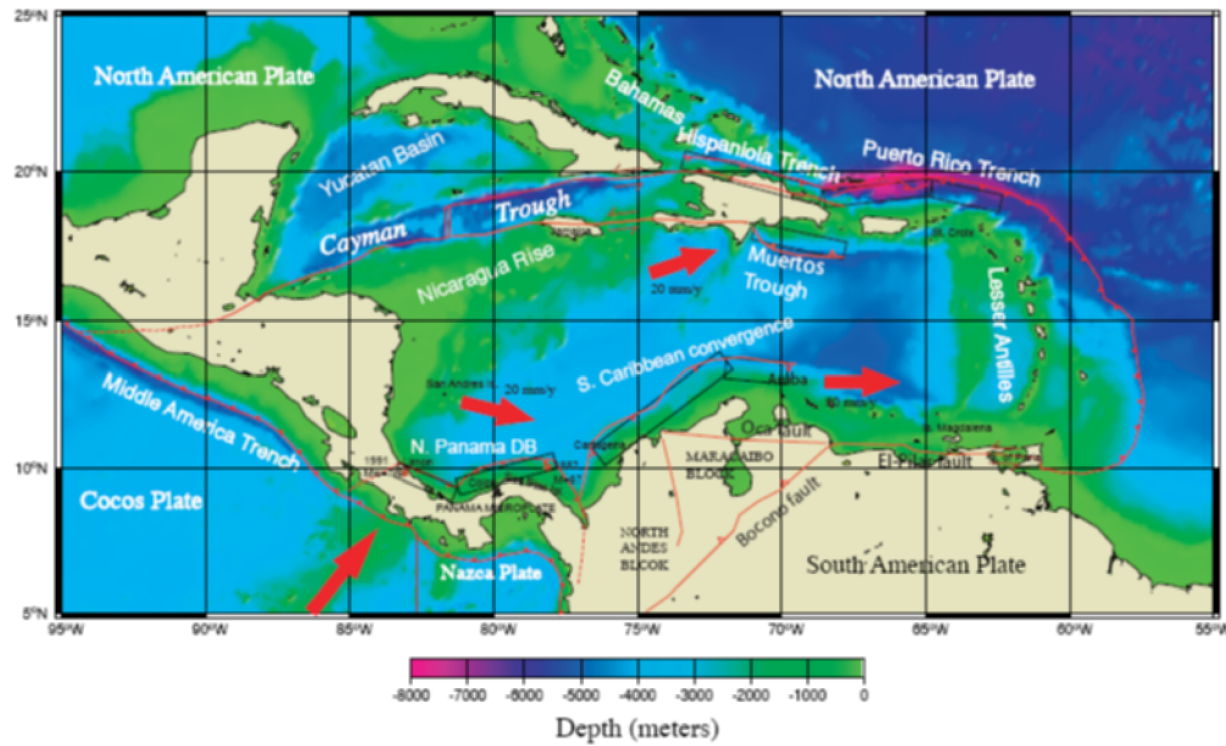 25°N
North American Plate
North American Plate
Bahamas
Hispaniola Trench
Puerto Rico Trench
Yucatan Basin
20°N
Trough
Cayman
St. Croix
Nicaragua Rise
Muertos
Trough
20 mm/y
Lesser Antilles
15°N
S. Caribbean convergence
Middle America Trench
San Andres Is.
20 mm/y
Aruba
N. Panama DB
Cartagena
Oca fault
Magdalena
MARACAIBO
BLCOK
El-Pilar fault
10°N
1991
Cocos Plate
PANAMA MICROPLATE
Bocono fault
NORTH
ANDES
BLCOK
Nazca Plate
South American Plate
5°N
95°W 90°W 85°W 80°W 75°W 70°W 65°W 60°W 55°W
-8000 -7000 -6000 -5000 -4000 -3000 -2000 -1000 0
Depth (meters)